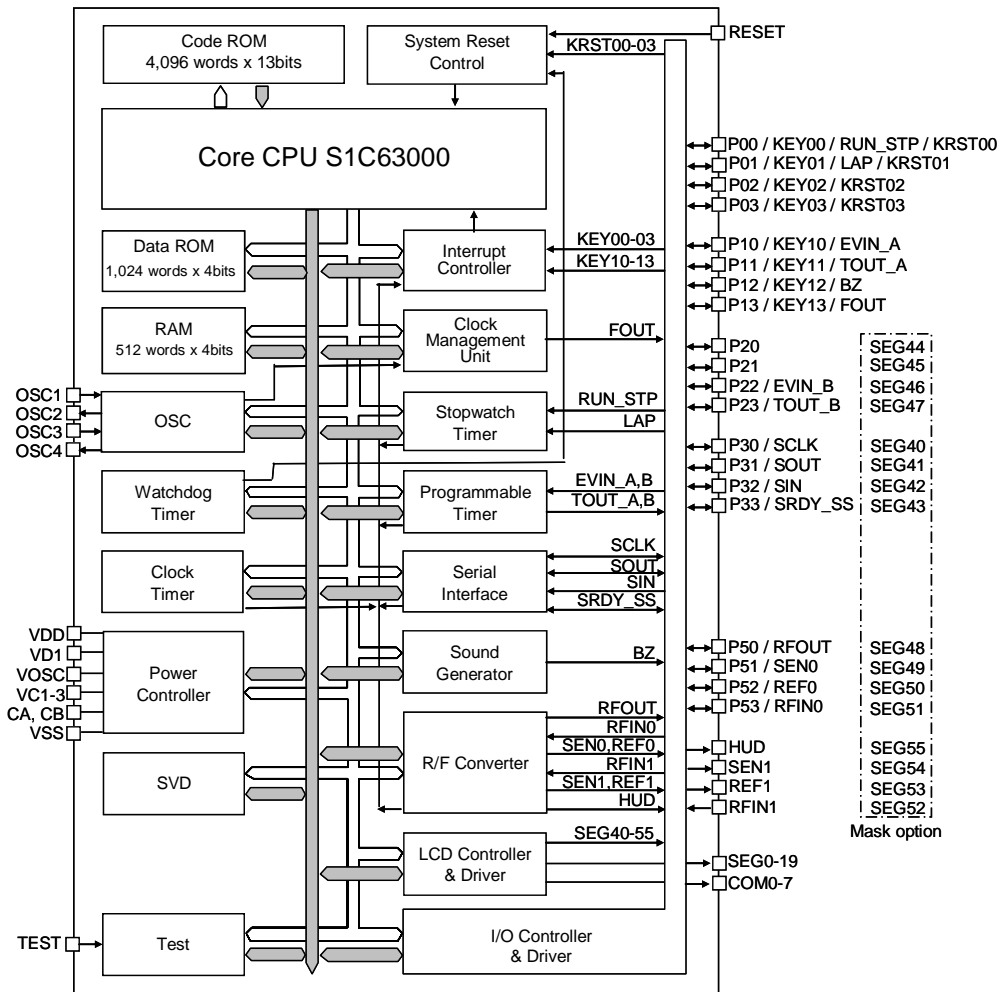 Code ROM
4,096 words x 13bits
System Reset
Control
KRST00-03
RESET
Core CPU S1C63000
P00 / KEY00 / RUN_STP / KRST00
P01 / KEY01 / LAP / KRST01
P02 / KEY02 / KRST02
P03 / KEY03 / KRST03
Data ROM
1,024 words x 4bits
Interrupt
Controller
KEY00-03
KEY10-13
P10 / KEY10 / EVIN_A
P11 / KEY11 / TOUT_A
P12 / KEY12 / BZ
P13 / KEY13 / FOUT
RAM
512 words x 4bits
Clock
Management
Unit
FOUT
P20
SEG44
P21
SEG45
P22 / EVIN_B
SEG46
P23 / TOUT_B
SEG47
OSC1
OSC2
OSC3
OSC4
OSC
Stopwatch
Timer
RUN_STP
LAP
P30 / SCLK
SEG40
P31 / SOUT
SEG41
P32 / SIN
SEG42
P33 / SRDY_SS
SEG43
Watchdog
Timer
Programmable
Timer
EVIN_A,B
TOUT_A,B
Clock
Timer
Serial
Interface
SCLK
SOUT
SIN
SRDY_SS
VDD
VD1
VOSC
VC1-3
CA, CB
VSS
Power
Controller
Sound
Generator
BZ
P50 / RFOUT
SEG48
P51 / SEN0
SEG49
P52 / REF0
SEG50
P53 / RFIN0
SEG51
SVD
R/F Converter
RFOUT
RFIN0
SEN0,REF0
RFIN1
SEN1,REF1
HUD
HUD
SEG55
SEN1
SEG54
REF1
SEG53
RFIN1
SEG52
Mask option
LCD Controller
& Driver
SEG40-55
SEG0-19
COM0-7
TEST
Test
I/O Controller
& Driver